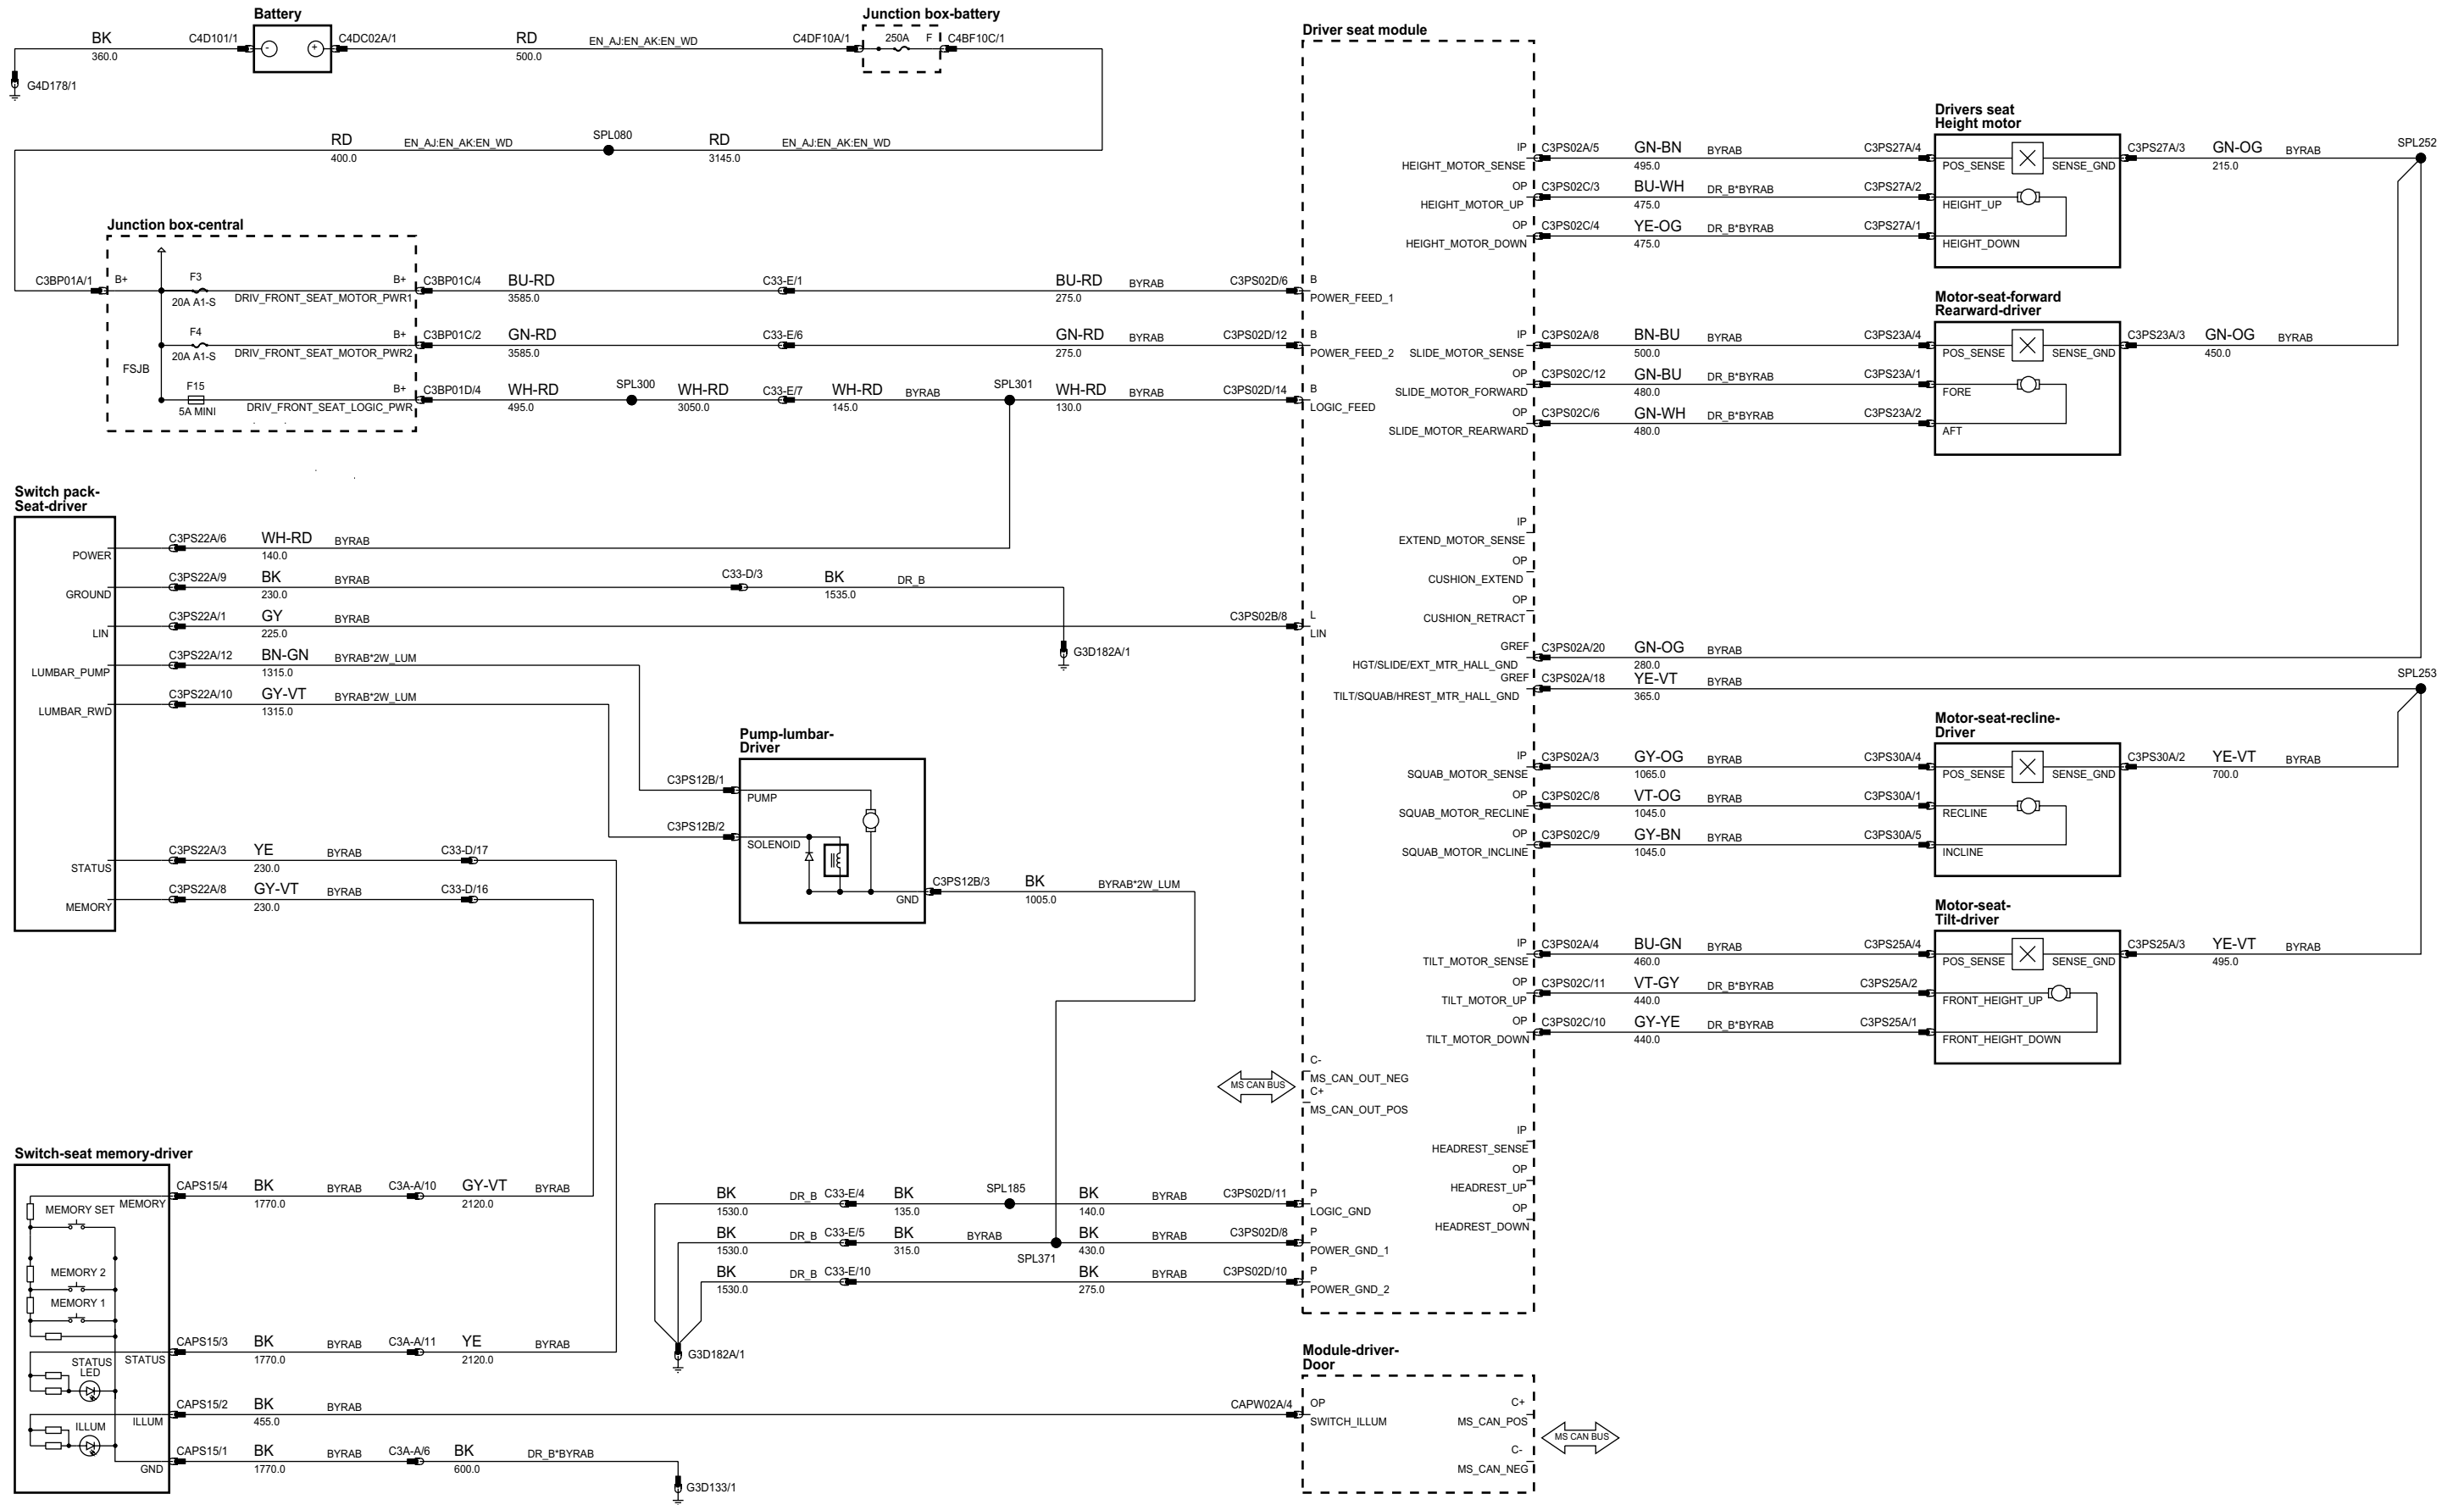 Battery
Junction box-battery
BK
360.0
C4D101/1
-
+
C4DC02A/1
RD
500.0
EN_AJ:EN_AK:EN_WD
C4DF10A/1
250A
F
C4BF10C/1
G4D178/1
RD
400.0
EN_AJ:EN_AK:EN_WD
SPL080
RD
3145.0
EN_AJ:EN_AK:EN_WD
Junction box-central
C3BP01A/1
B+
F3
20A A1-S
B+
DRIV_FRONT_SEAT_MOTOR_PWR1
C3BP01C/4
BU-RD
3585.0
C33-E/1
BU-RD
275.0
BYRAB
C3PS02D/6
F4
20A A1-S
B+
DRIV_FRONT_SEAT_MOTOR_PWR2
C3BP01C/2
GN-RD
3585.0
C33-E/6
GN-RD
275.0
BYRAB
C3PS02D/12
FSJB
F15
5A MINI
B+
DRIV_FRONT_SEAT_LOGIC_PWR
C3BP01D/4
WH-RD
495.0
SPL300
WH-RD
3050.0
C33-E/7
WH-RD
145.0
BYRAB
SPL301
WH-RD
130.0
C3PS02D/14
Switch pack-
Seat-driver
POWER
C3PS22A/6
WH-RD
140.0
BYRAB
GROUND
C3PS22A/9
BK
230.0
BYRAB
C33-D/3
BK
1535.0
DR_B
G3D182A/1
LIN
C3PS22A/1
GY
225.0
BYRAB
C3PS02B/8
LUMBAR_PUMP
C3PS22A/12
BN-GN
1315.0
BYRAB*2W_LUM
LUMBAR_RWD
C3PS22A/10
GY-VT
1315.0
BYRAB*2W_LUM
STATUS
C3PS22A/3
YE
230.0
BYRAB
C33-D/17
MEMORY
C3PS22A/8
GY-VT
230.0
BYRAB
C33-D/16
Pump-lumbar-
Driver
C3PS12B/1
PUMP
C3PS12B/2
SOLENOID
GND
C3PS12B/3
BK
1005.0
BYRAB*2W_LUM
Switch-seat memory-driver
MEMORY
MEMORY SET
MEMORY 2
MEMORY 1
STATUS
STATUS
LED
ILLUM
ILLUM
GND
CAPS15/4
BK
1770.0
BYRAB
C3A-A/10
GY-VT
2120.0
BYRAB
CAPS15/3
BK
1770.0
BYRAB
C3A-A/11
YE
2120.0
BYRAB
CAPS15/2
BK
455.0
BYRAB
CAPW02A/4
CAPS15/1
BK
1770.0
BYRAB
C3A-A/6
BK
600.0
DR_B*BYRAB
G3D133/1
BK
1530.0
DR_B
C33-E/4
BK
135.0
SPL185
BK
140.0
BYRAB
C3PS02D/11
BK
1530.0
DR_B
C33-E/5
BK
315.0
BYRAB
SPL371
BK
430.0
BYRAB
C3PS02D/8
BK
1530.0
DR_B
C33-E/10
BK
275.0
BYRAB
C3PS02D/10
G3D182A/1
Driver seat module
B
POWER_FEED_1
B
POWER_FEED_2
B
LOGIC_FEED
L
LIN
MS CAN BUS
C-
MS_CAN_OUT_NEG
C+
MS_CAN_OUT_POS
P
LOGIC_GND
P
POWER_GND_1
P
POWER_GND_2
IP
HEIGHT_MOTOR_SENSE
C3PS02A/5
GN-BN
495.0
BYRAB
C3PS27A/4
OP
HEIGHT_MOTOR_UP
C3PS02C/3
BU-WH
475.0
DR_B*BYRAB
C3PS27A/2
OP
HEIGHT_MOTOR_DOWN
C3PS02C/4
YE-OG
475.0
DR_B*BYRAB
C3PS27A/1
Drivers seat
Height motor
POS_SENSE
SENSE_GND
HEIGHT_UP
HEIGHT_DOWN
C3PS27A/3
GN-OG
215.0
BYRAB
SPL252
IP
SLIDE_MOTOR_SENSE
C3PS02A/8
BN-BU
500.0
BYRAB
C3PS23A/4
OP
SLIDE_MOTOR_FORWARD
C3PS02C/12
GN-BU
480.0
DR_B*BYRAB
C3PS23A/1
OP
SLIDE_MOTOR_REARWARD
C3PS02C/6
GN-WH
480.0
DR_B*BYRAB
C3PS23A/2
Motor-seat-forward
Rearward-driver
POS_SENSE
SENSE_GND
FORE
AFT
C3PS23A/3
GN-OG
450.0
BYRAB
IP
EXTEND_MOTOR_SENSE
OP
CUSHION_EXTEND
OP
CUSHION_RETRACT
GREF
HGT/SLIDE/EXT_MTR_HALL_GND
C3PS02A/20
GN-OG
280.0
BYRAB
GREF
TILT/SQUAB/HREST_MTR_HALL_GND
C3PS02A/18
YE-VT
365.0
BYRAB
SPL253
IP
SQUAB_MOTOR_SENSE
C3PS02A/3
GY-OG
1065.0
BYRAB
C3PS30A/4
OP
SQUAB_MOTOR_RECLINE
C3PS02C/8
VT-OG
1045.0
BYRAB
C3PS30A/1
OP
SQUAB_MOTOR_INCLINE
C3PS02C/9
GY-BN
1045.0
BYRAB
C3PS30A/5
Motor-seat-recline-
Driver
POS_SENSE
SENSE_GND
RECLINE
INCLINE
C3PS30A/2
YE-VT
700.0
BYRAB
IP
TILT_MOTOR_SENSE
C3PS02A/4
BU-GN
460.0
BYRAB
C3PS25A/4
OP
TILT_MOTOR_UP
C3PS02C/11
VT-GY
440.0
DR_B*BYRAB
C3PS25A/2
OP
TILT_MOTOR_DOWN
C3PS02C/10
GY-YE
440.0
DR_B*BYRAB
C3PS25A/1
Motor-seat-
Tilt-driver
POS_SENSE
SENSE_GND
FRONT_HEIGHT_UP
FRONT_HEIGHT_DOWN
C3PS25A/3
YE-VT
495.0
BYRAB
IP
HEADREST_SENSE
OP
HEADREST_UP
OP
HEADREST_DOWN
Module-driver-
Door
OP
SWITCH_ILLUM
C+
MS_CAN_POS
C-
MS_CAN_NEG
MS CAN BUS